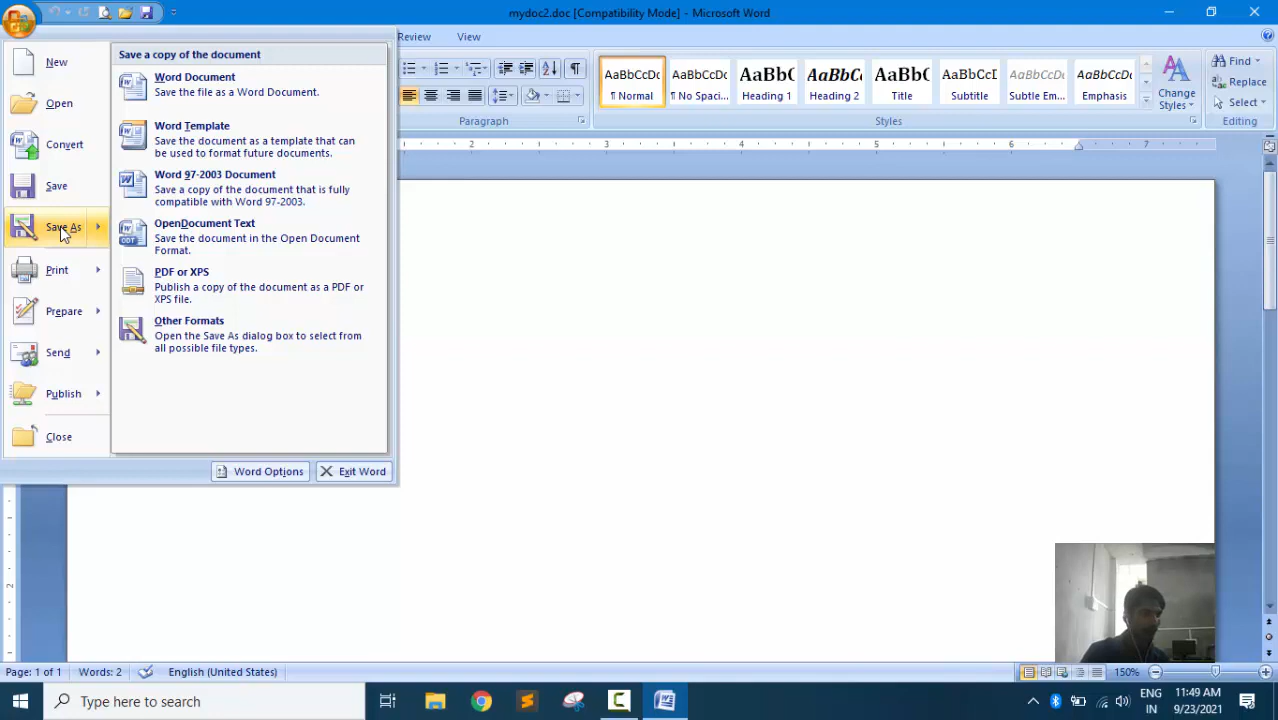 mydoc2.doc [Compatibility Mode] - Microsoft Word
Review View
New
Open
Convert
Save
Save As
Print
Prepare
Send
Publish
Close
Save a copy of the document
Word Document
Save the file as a Word Document.
Word Template
Save the document as a template that can
be used to format future documents.
Word 97-2003 Document
Save a copy of the document that is fully
compatible with Word 97-2003.
OpenDocument Text
Save the document in the Open Document
Format.
PDF or XPS
Publish a copy of the document as a PDF or
XPS file.
Other Formats
Open the Save As dialog box to select from
all possible file types.
Word Options Exit Word
AaBbCcDc AaBbCcDc AaBbC AaBbCc AaBbC AaBbCcI AaBbCcDc AaBbCcDc
¶ Normal ¶ No Spaci... Heading 1 Heading 2 Title Subtitle Subtle Em... Emphasis
Change
Styles
Find
Replace
Select
Paragraph Styles Editing
2 3 4 5 6 7
2
Page: 1 of 1 Words: 2 English (United States) 150%
Type here to search
ENG
IN
11:49 AM
9/23/2021